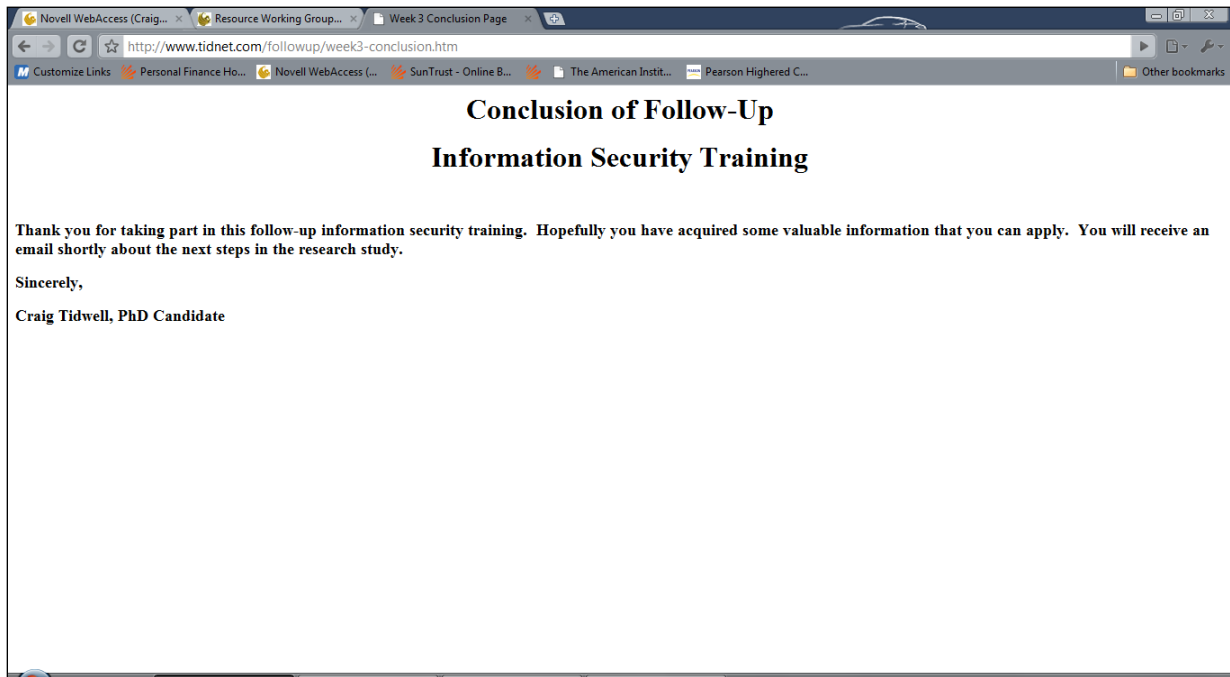 Novell WebAccess (Craig... Resource Working Group... Week 3 Conclusion Page
http://www.tidnet.com/followup/week3-conclusion.htm
Customize Links Personal Finance Ho... Novell WebAccess (... SunTrust - Online B... The American Instit... Pearson Highered C... Other bookmarks
Conclusion of Follow-Up
Information Security Training
Thank you for taking part in this follow-up information security training.  Hopefully you have acquired some valuable information that you can apply.  You will receive an
email shortly about the next steps in the research study.
Sincerely,
Craig Tidwell, PhD Candidate